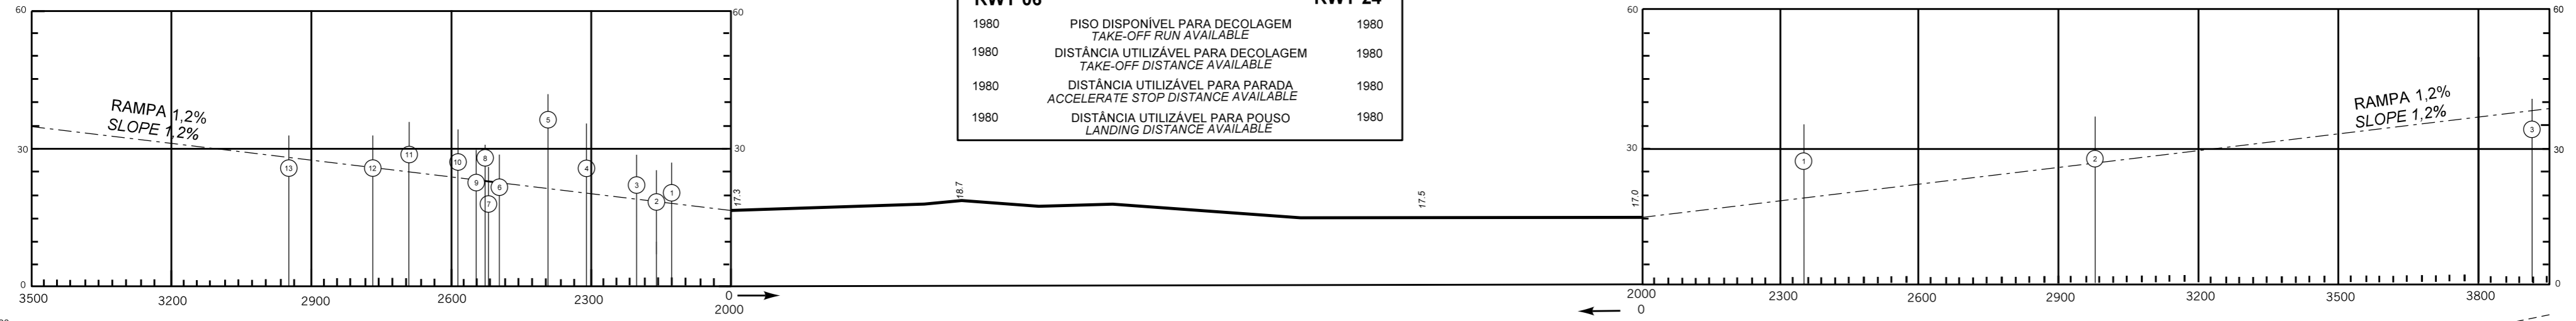 RWY 06 RWY 24
1980 PISO DISPONÍVEL PARA DECOLAGEM 1980
TAKE-OFF RUN AVAILABLE
1980 DISTÂNCIA UTILIZÁVEL PARA DECOLAGEM 1980
TAKE-OFF DISTANCE AVAILABLE
1980 DISTÂNCIA UTILIZÁVEL PARA PARADA 1980
ACCELERATE STOP DISTANCE AVAILABLE
1980 DISTÂNCIA UTILIZÁVEL PARA POUSO 1980
LANDING DISTANCE AVAILABLE
60 60 60 60
RAMPA 1,2%
SLOPE 1,2%
RAMPA 1,2%
SLOPE 1,2%
30 30 30 30
13 12 11 10 9 8 7 6 5 4 3 2 1
17.3 18.7 17.5 17.0
1 2 3
0 0 0
3500 3200 2900 2600 2300 2000
2000 2300 2600 2900 3200 3500 3800
0